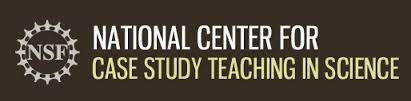 NSF
NATIONAL CENTER FOR
CASE STUDY TEACHING IN SCIENCE